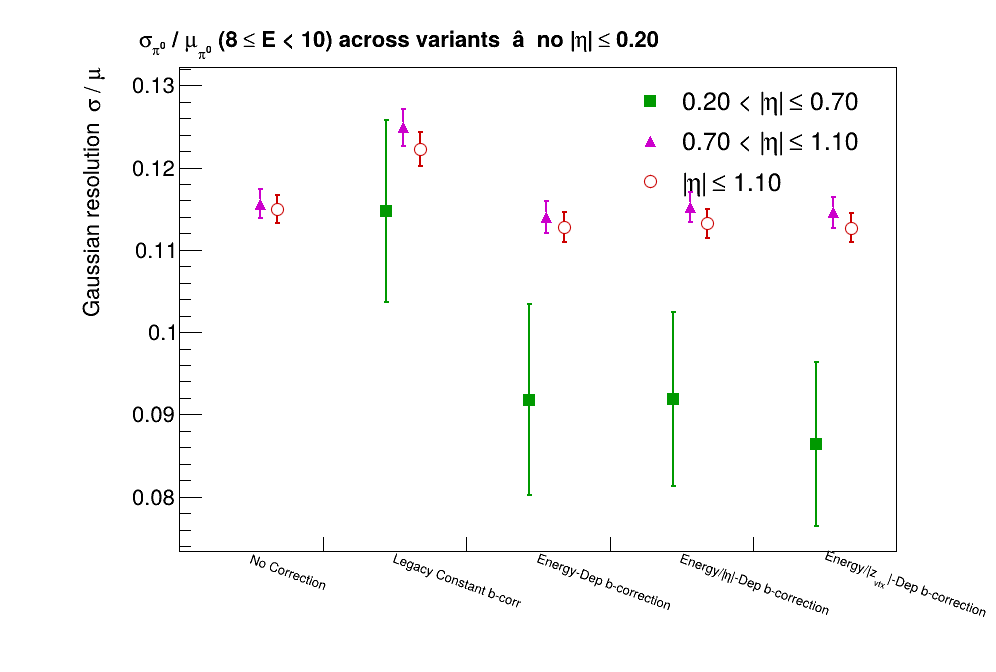 σπ⁰ / μπ⁰ (8 ≤ E < 10) across variants â no |η| ≤ 0.20
Gaussian resolution σ / μ
0.13
0.12
0.11
0.1
0.09
0.08
0.20 < |η| ≤ 0.70
0.70 < |η| ≤ 1.10
|η| ≤ 1.10
No Correction
Legacy Constant b-corr
Energy-Dep b-correction
Energy/|η|-Dep b-correction
Energy/|z_vtx|-Dep b-correction